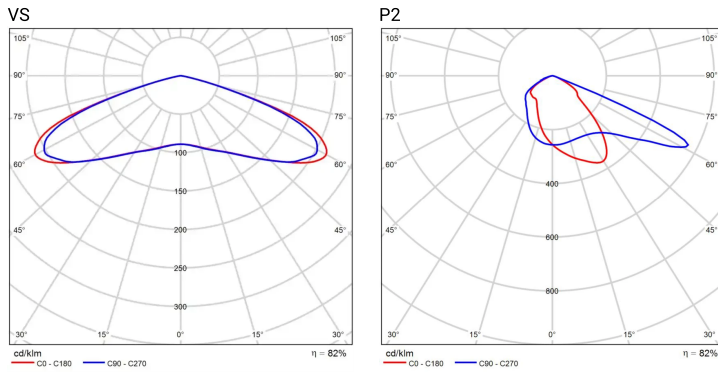 VS
P2
105° 105° 105° 105°
90° 90° 90° 90°
75° 75° 75° 75°
60° 60° 60° 60°
100
150
400
45° 45° 45° 45°
200
600
250
800
300
30° 15° 0° 15° 30° 30° 15° 0° 15° 30°
cd/klm η = 82% cd/klm η = 82%
C0 - C180 C90 - C270 C0 - C180 C90 - C270